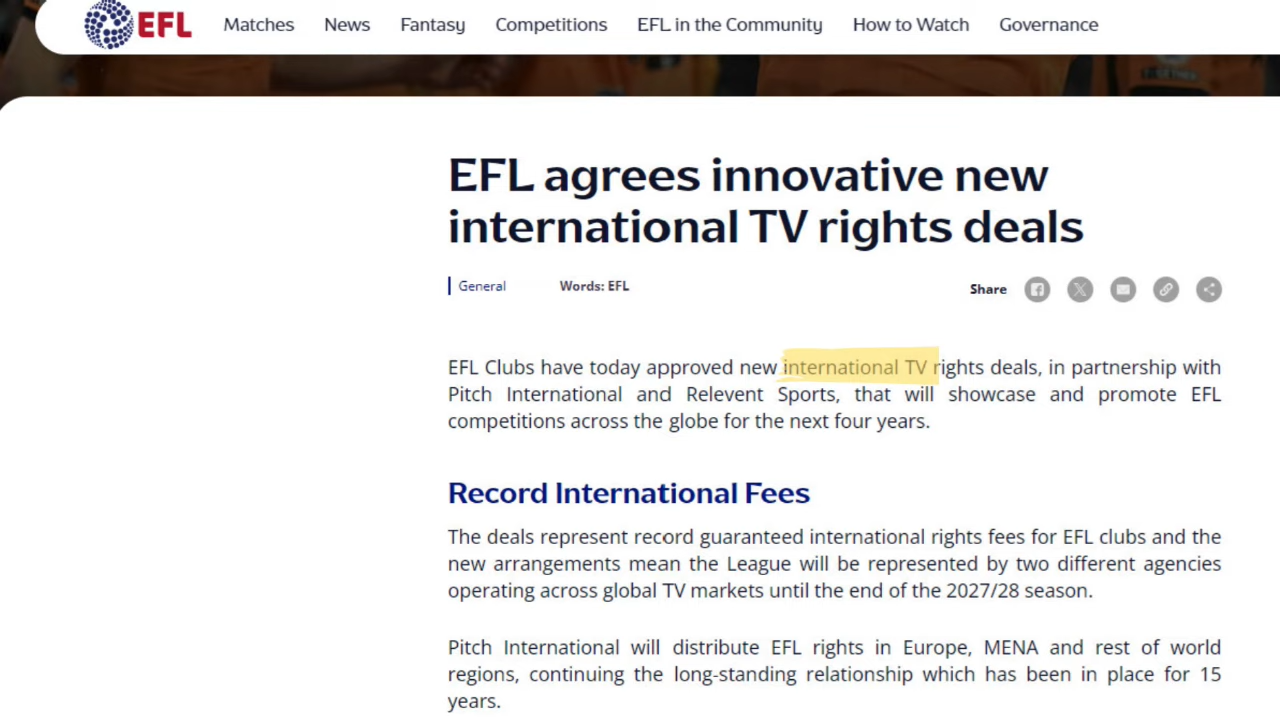 EFL Matches News Fantasy Competitions EFL in the Community How to Watch Governance
EFL agrees innovative new
international TV rights deals
General Words: EFL Share
EFL Clubs have today approved new international TV rights deals, in partnership with
Pitch International and Relevent Sports, that will showcase and promote EFL
competitions across the globe for the next four years.
Record International Fees
The deals represent record guaranteed international rights fees for EFL clubs and the
new arrangements mean the League will be represented by two different agencies
operating across global TV markets until the end of the 2027/28 season.
Pitch International will distribute EFL rights in Europe, MENA and rest of world
regions, continuing the long-standing relationship which has been in place for 15
years.